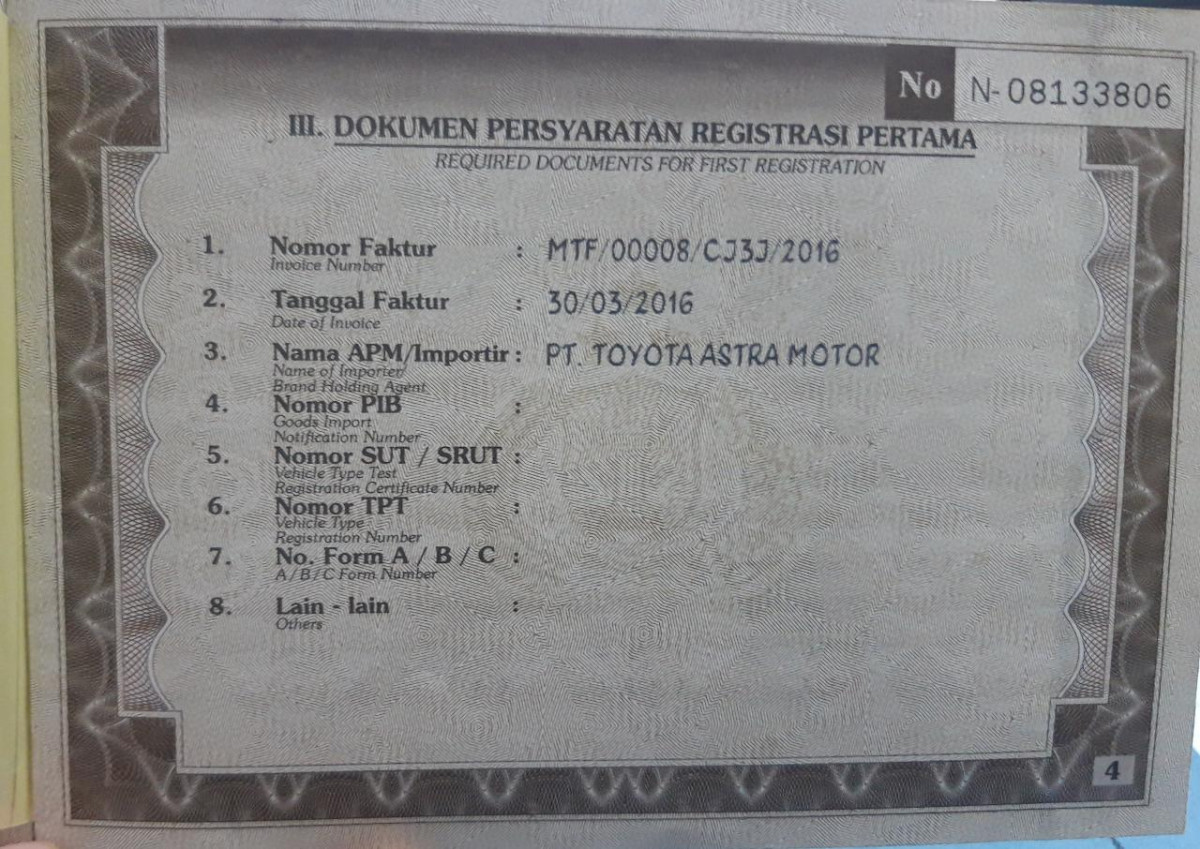 No N-08133806
III. DOKUMEN PERSYARATAN REGISTRASI PERTAMA
REQUIRED DOCUMENTS FOR FIRST REGISTRATION
1. Nomor Faktur : MTF/00008/CJ3J/2016
Invoice Number
2. Tanggal Faktur : 30/03/2016
Date of Invoice
3. Nama APM/Importir : PT. TOYOTA ASTRA MOTOR
Name of Importer/
Brand Holding Agent
4. Nomor PIB :
Goods Import
Notification Number
5. Nomor SUT / SRUT :
Vehicle Type Test
Registration Certificate Number
6. Nomor TPT :
Vehicle Type
Registration Number
7. No. Form A / B / C :
A / B / C Form Number
8. Lain - lain :
Others
4